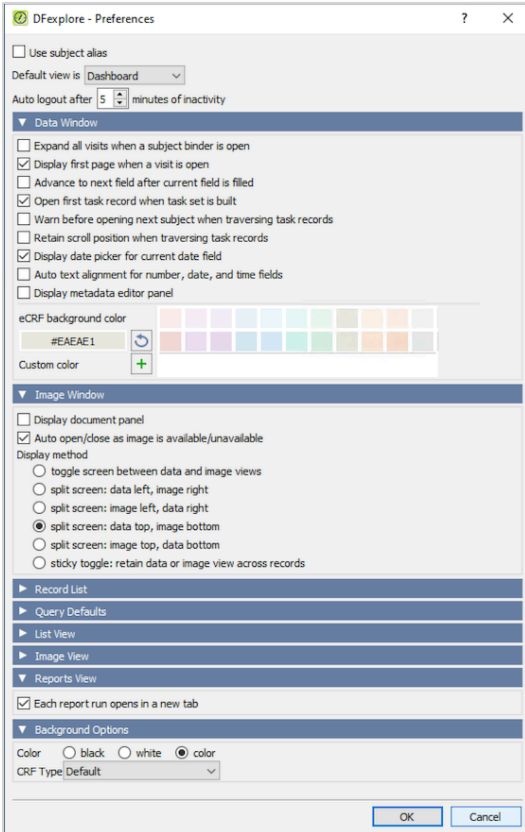 DFexplore - Preferences
Use subject alias
Default view is Dashboard
Auto logout after 5 minutes of inactivity
Data Window
Expand all visits when a subject binder is open
Display first page when a visit is open
Advance to next field after current field is filled
Open first task record when task set is built
Warn before opening next subject when traversing task records
Retain scroll position when traversing task records
Display date picker for current date field
Auto text alignment for number, date, and time fields
Display metadata editor panel
eCRF background color
#EAEAE1
Custom color
Image Window
Display document panel
Auto open/close as image is available/unavailable
Display method
toggle screen between data and image views
split screen: data left, image right
split screen: image left, data right
split screen: data top, image bottom
split screen: image top, data bottom
sticky toggle: retain data or image view across records
Record List
Query Defaults
List View
Image View
Reports View
Each report run opens in a new tab
Background Options
Color black white color
CRF Type Default
OK Cancel